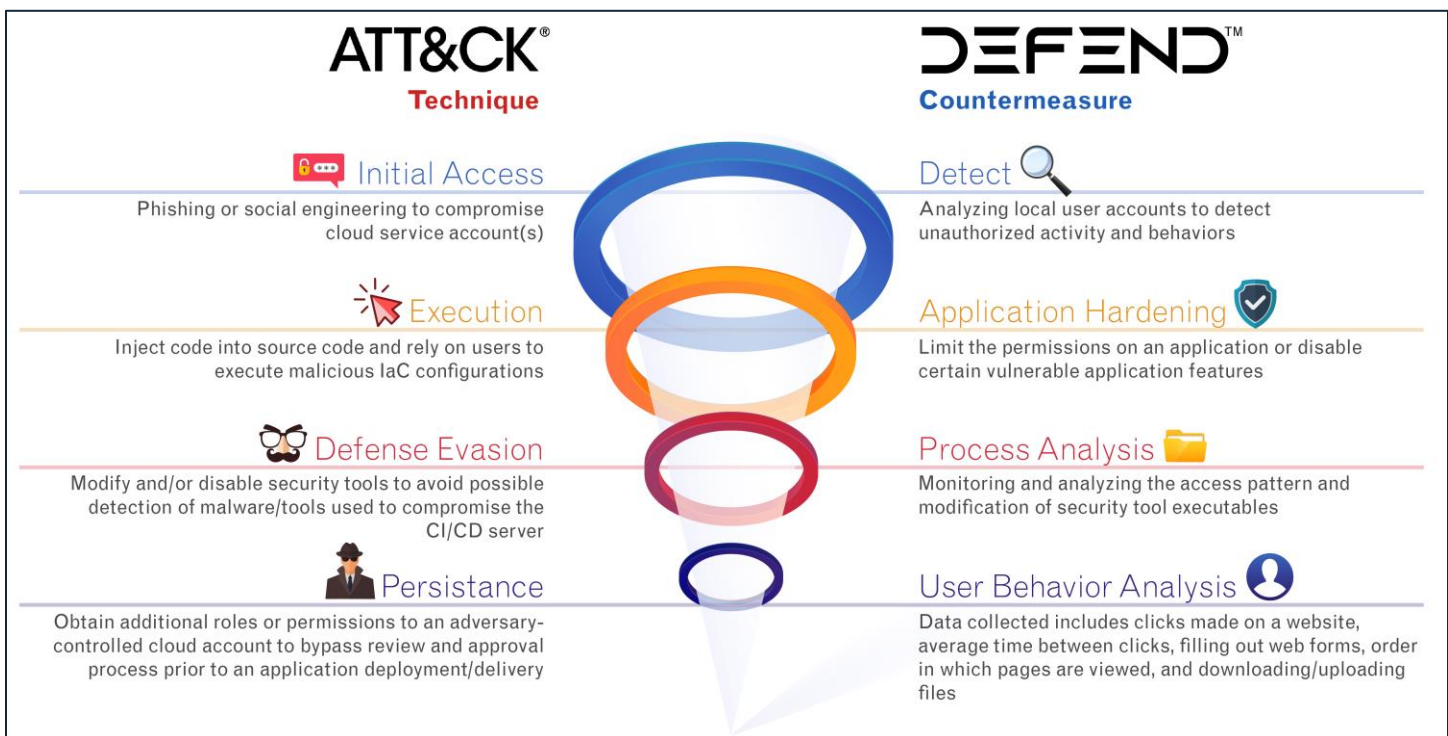 ATT&CK®
Technique
DEFEND™
Countermeasure
Initial Access
Phishing or social engineering to compromise
cloud service account(s)
Detect
Analyzing local user accounts to detect
unauthorized activity and behaviors
Execution
Inject code into source code and rely on users to
execute malicious IaC configurations
Application Hardening
Limit the permissions on an application or disable
certain vulnerable application features
Defense Evasion
Modify and/or disable security tools to avoid possible
detection of malware/tools used to compromise the
CI/CD server
Process Analysis
Monitoring and analyzing the access pattern and
modification of security tool executables
Persistance
Obtain additional roles or permissions to an adversary-
controlled cloud account to bypass review and approval
process prior to an application deployment/delivery
User Behavior Analysis
Data collected includes clicks made on a website,
average time between clicks, filling out web forms, order
in which pages are viewed, and downloading/uploading
files